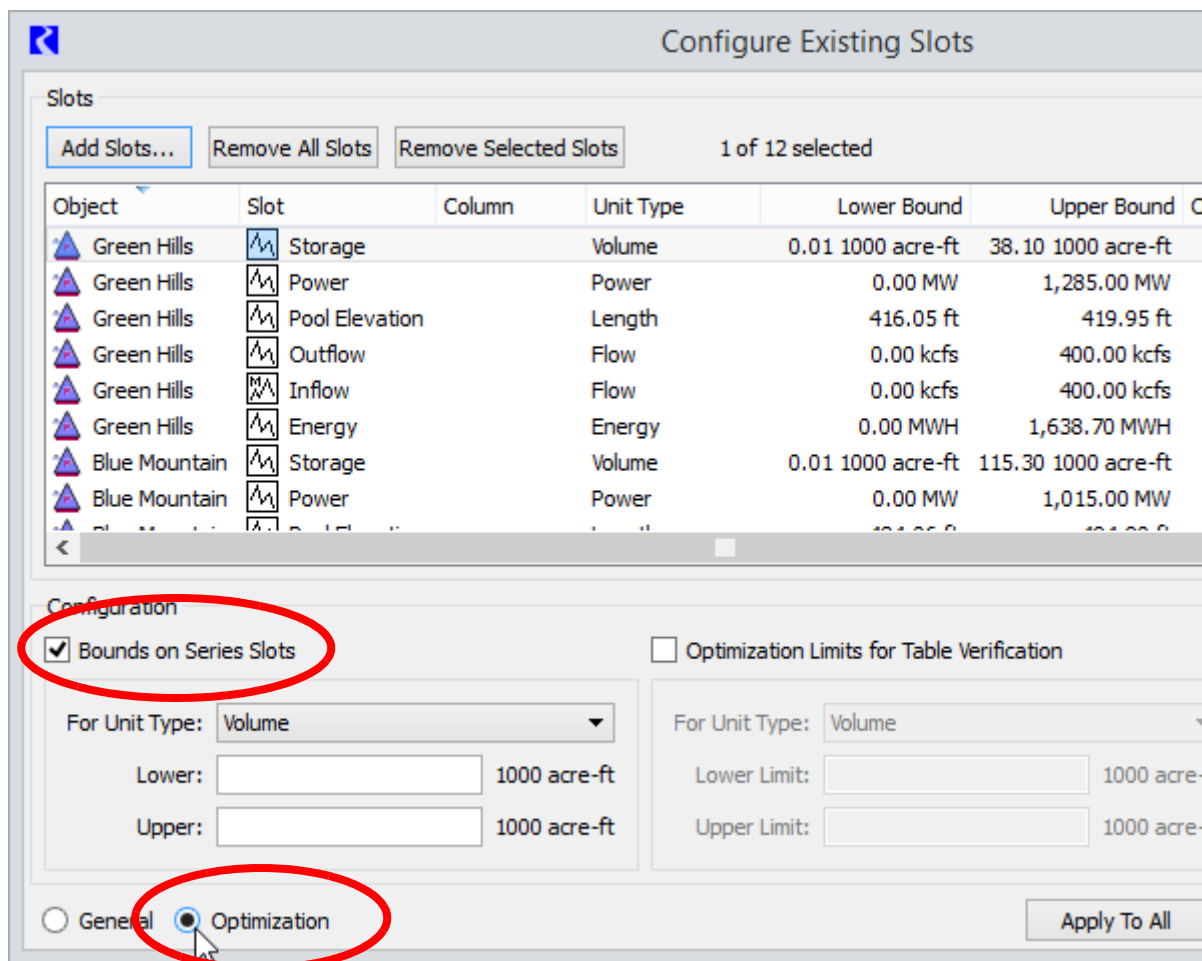 Configure Existing Slots
Slots
Add Slots... Remove All Slots Remove Selected Slots 1 of 12 selected
Object Slot Column Unit Type Lower Bound Upper Bound
Green Hills Storage Volume 0.01 1000 acre-ft 38.10 1000 acre-ft
Green Hills Power Power 0.00 MW 1,285.00 MW
Green Hills Pool Elevation Length 416.05 ft 419.95 ft
Green Hills Outflow Flow 0.00 kcfs 400.00 kcfs
Green Hills Inflow Flow 0.00 kcfs 400.00 kcfs
Green Hills Energy Energy 0.00 MWH 1,638.70 MWH
Blue Mountain Storage Volume 0.01 1000 acre-ft 115.30 1000 acre-ft
Blue Mountain Power Power 0.00 MW 1,015.00 MW
Configuration
Bounds on Series Slots Optimization Limits for Table Verification
For Unit Type: Volume For Unit Type: Volume
Lower: 1000 acre-ft Lower Limit: 1000 acre-
Upper: 1000 acre-ft Upper Limit: 1000 acre-
General Optimization Apply To All